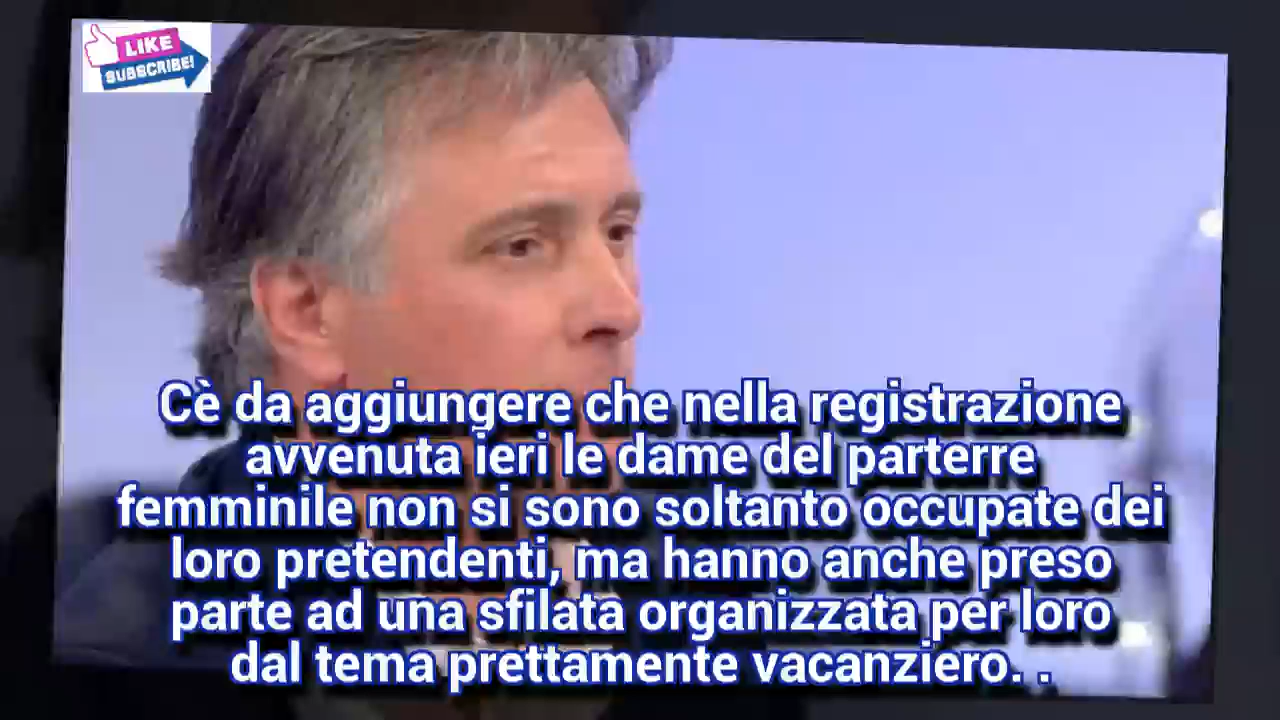 LIKE
SUBSCRIBE!
Cè da aggiungere che nella registrazione
avvenuta ieri le dame del parterre
femminile non si sono soltanto occupate dei
loro pretendenti, ma hanno anche preso
parte ad una sfilata organizzata per loro
dal tema prettamente vacanziero. .